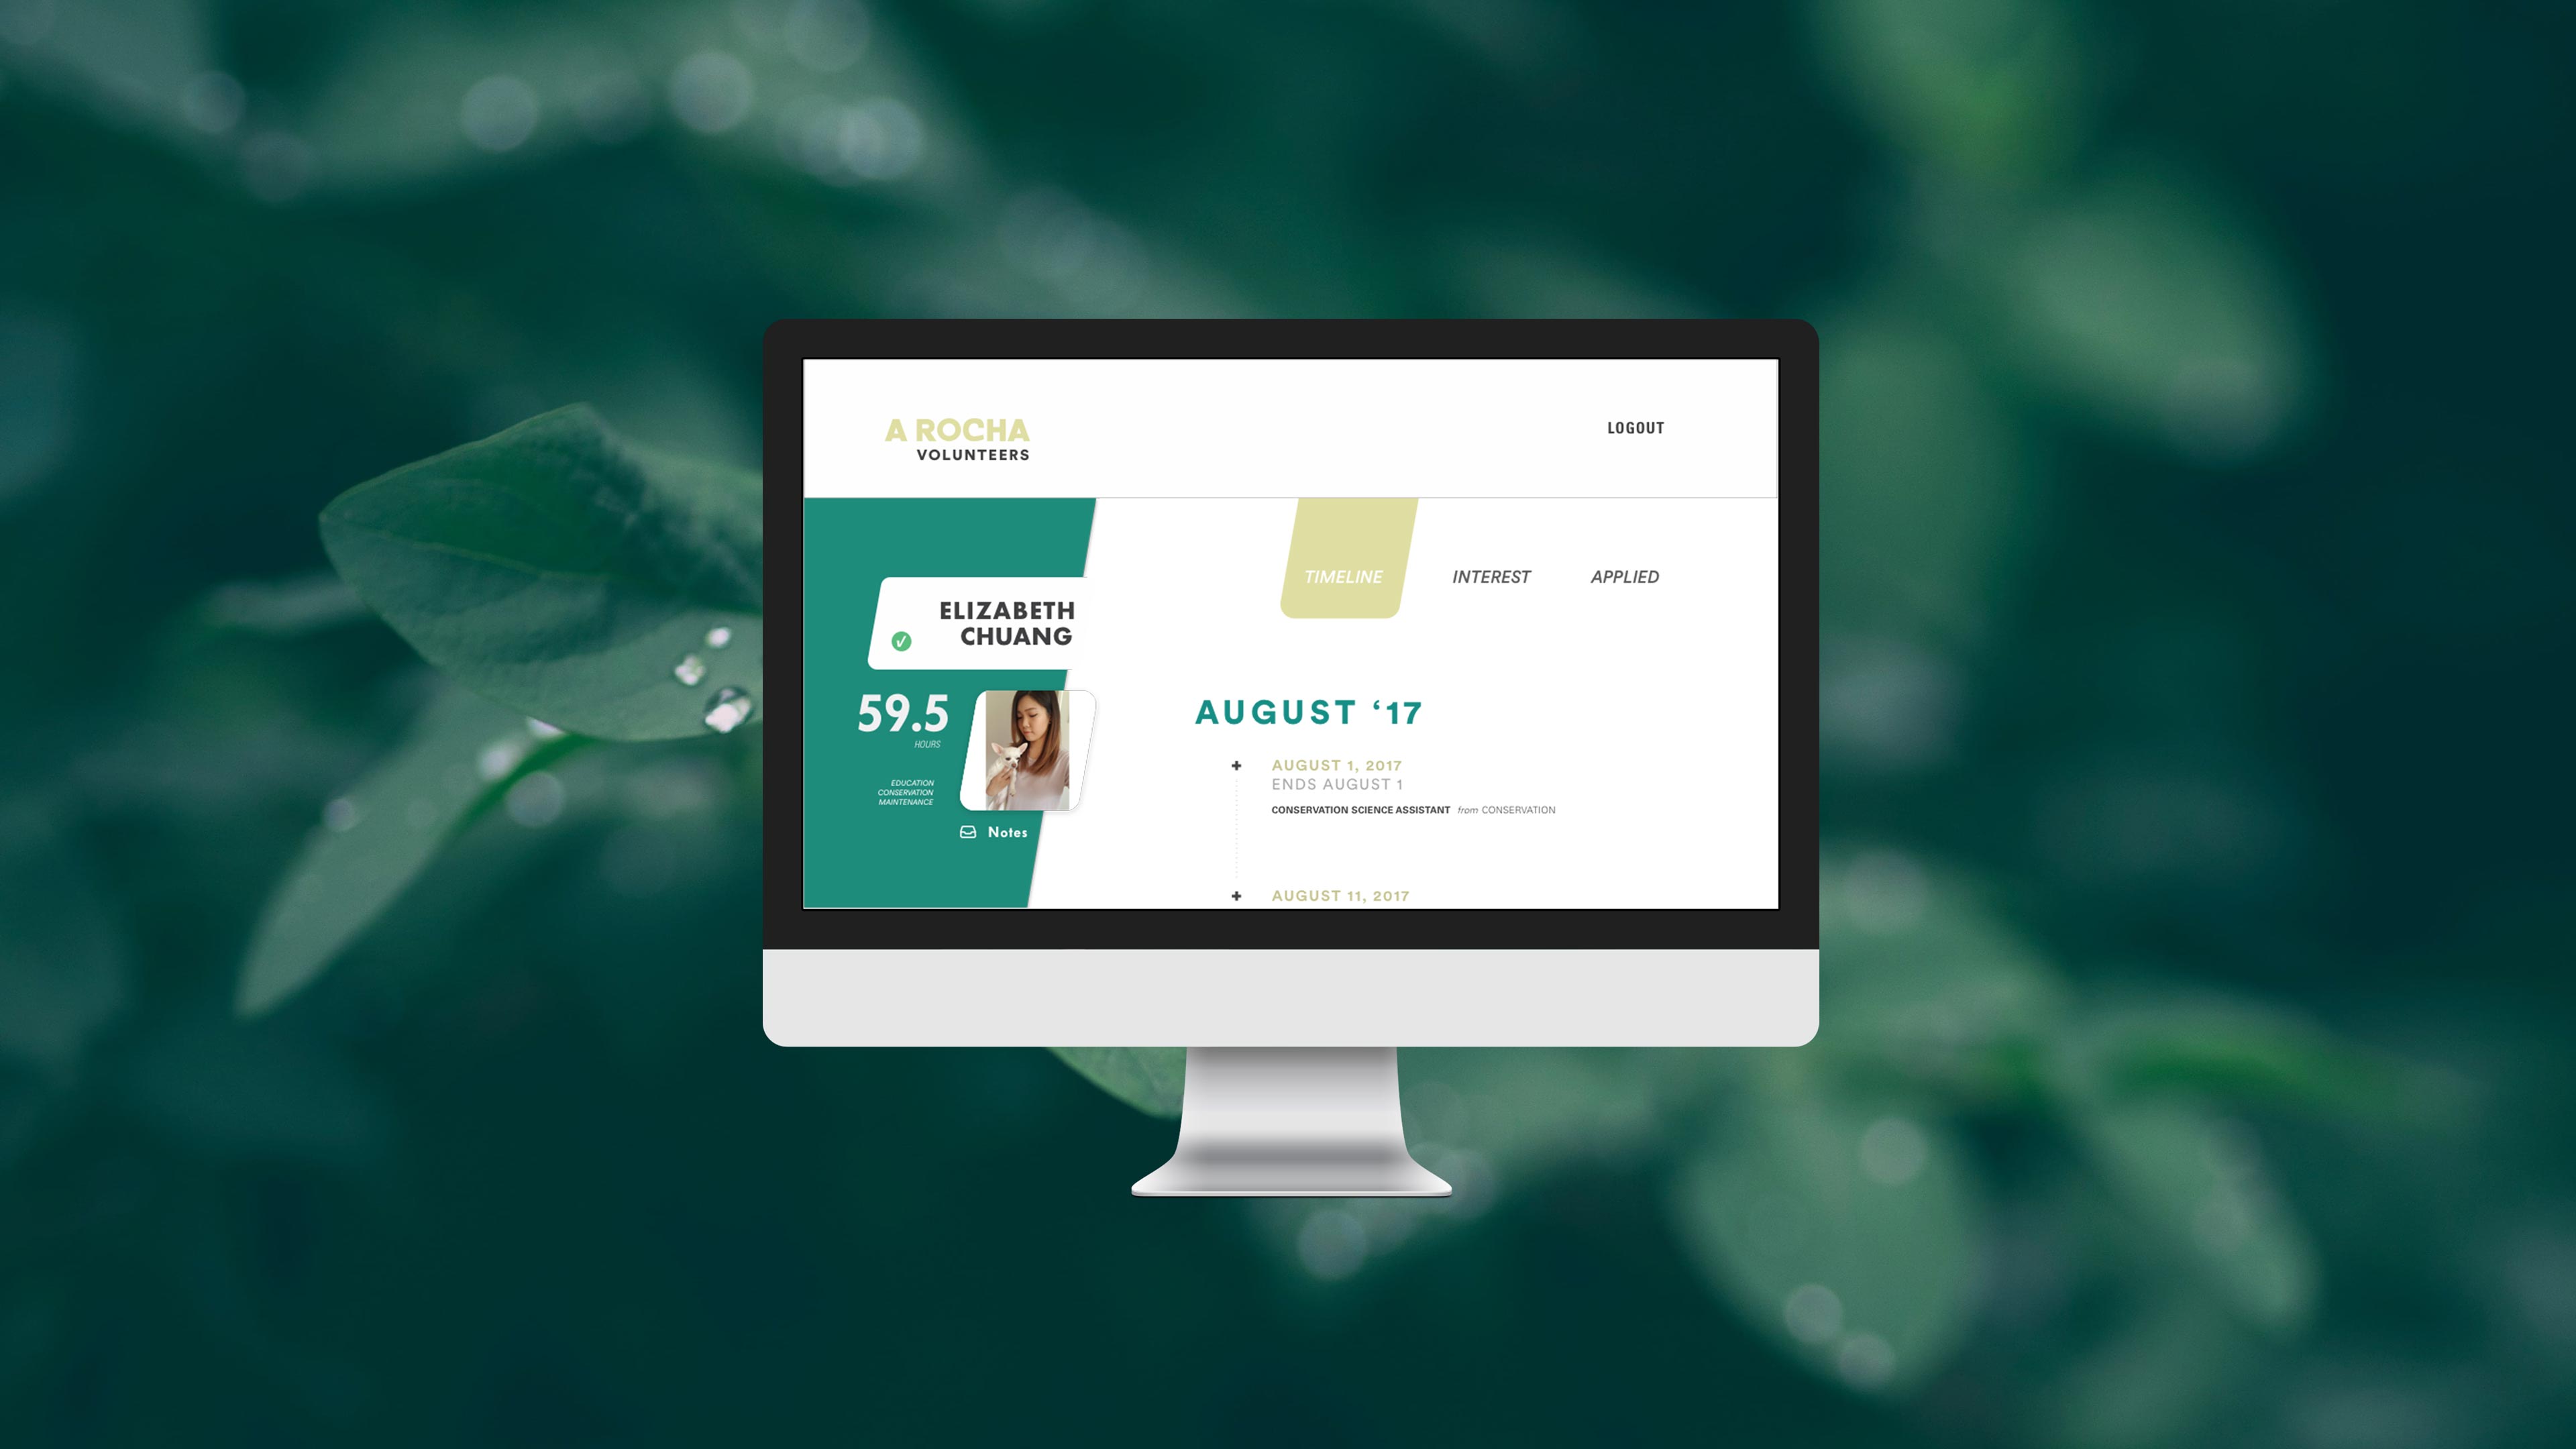 A ROCHA
VOLUNTEERS
LOGOUT
ELIZABETH
CHUANG
59.5
HOURS
EDUCATION
CONSERVATION
MAINTENANCE
Notes
TIMELINE
INTEREST
APPLIED
AUGUST ‘17
AUGUST 1, 2017
ENDS AUGUST 1
CONSERVATION SCIENCE ASSISTANT from CONSERVATION
AUGUST 11, 2017